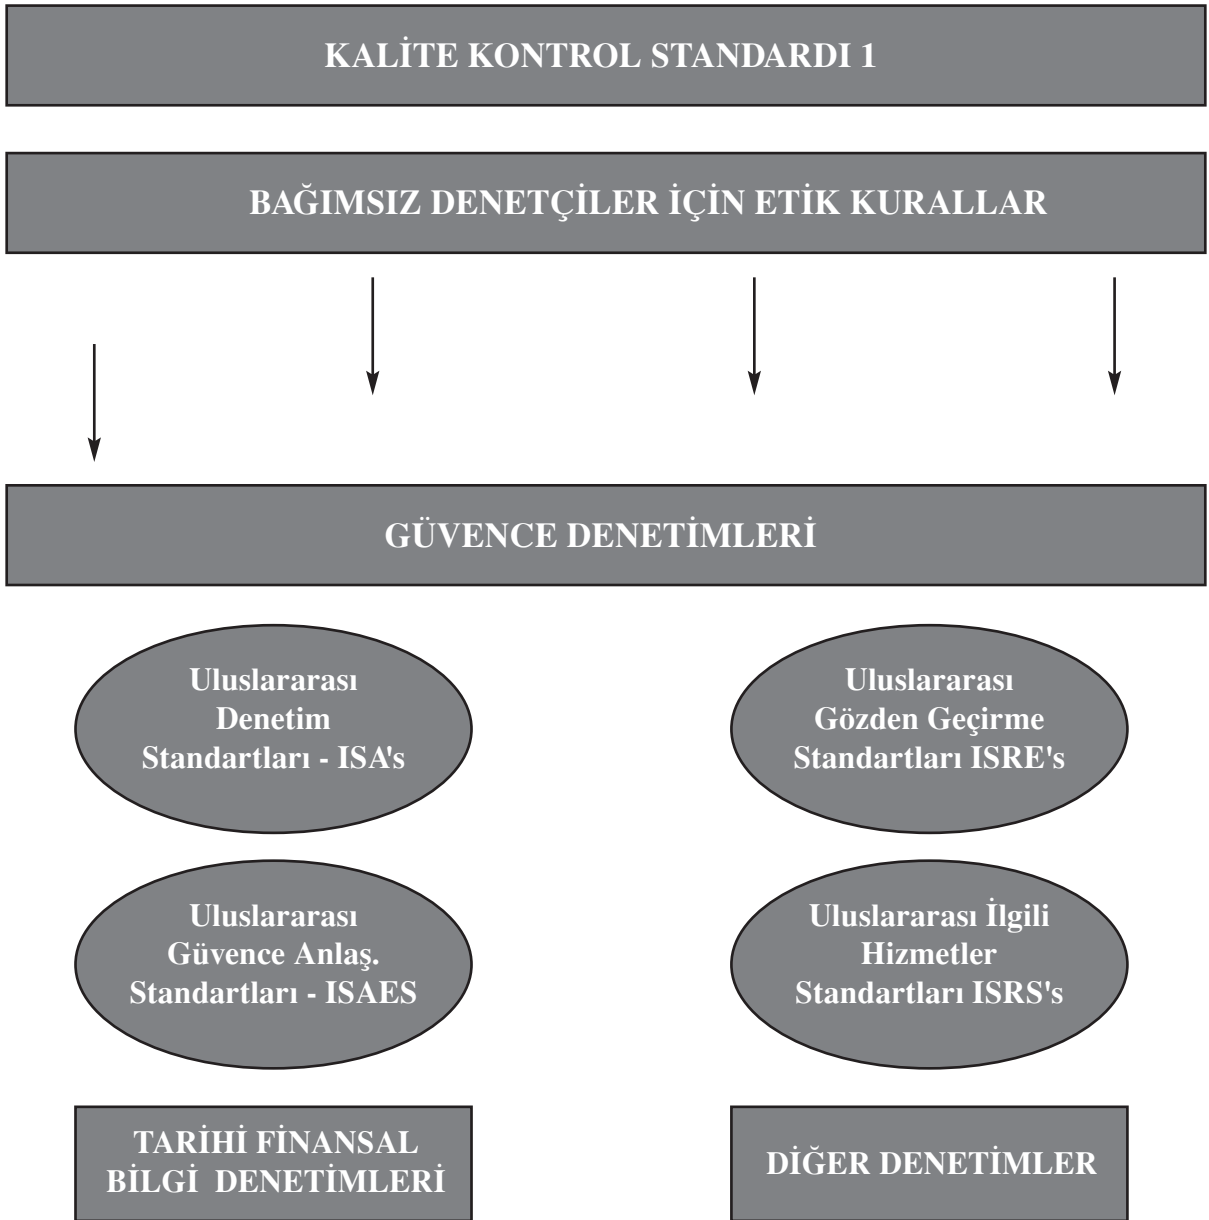 KALİTE KONTROL STANDARDI 1
BAĞIMSIZ DENETÇİLER İÇİN ETİK KURALLAR
GÜVENCE DENETİMLERİ
Uluslararası
Denetim
Standartları - ISA's
Uluslararası
Gözden Geçirme
Standartları ISRE's
Uluslararası
Güvence Anlaş.
Standartları - ISAES
Uluslararası İlgili
Hizmetler
Standartları ISRS's
TARİHİ FİNANSAL
BİLGİ DENETİMLERİ
DİĞER DENETİMLER